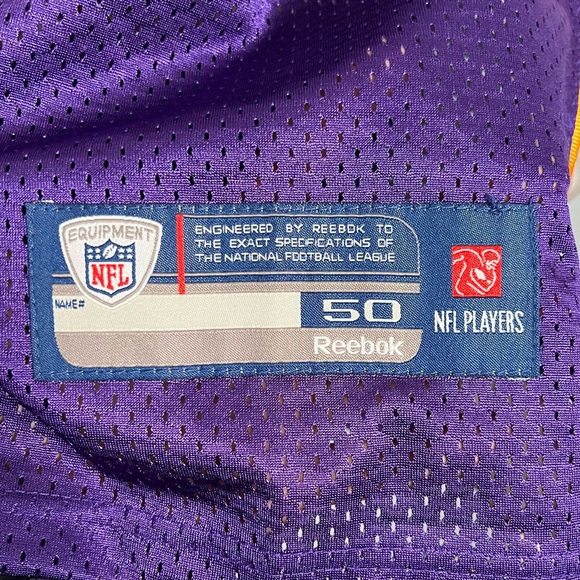 EQUIPMENT
NFL
ENGINEERED BY REEBOK TO
THE EXACT SPECIFICATIONS OF
THE NATIONAL FOOTBALL LEAGUE
NAME#
50
Reebok
NFL PLAYERS